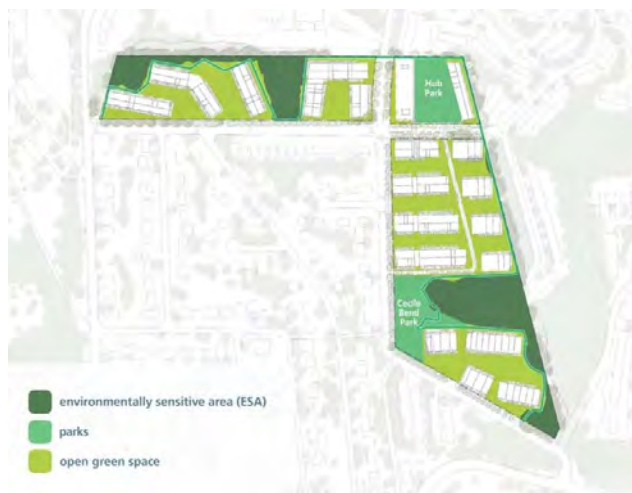 Hub
Park
Cecile
Bend
Park
environmentally sensitive area (ESA)
parks
open green space